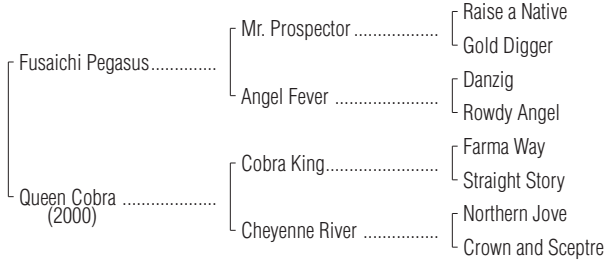 Raise a Native
Mr. Prospector ..................
Gold Digger
Fusaichi Pegasus..............
Danzig
Angel Fever ......................
Rowdy Angel
Farma Way
Cobra King........................
Straight Story
Queen Cobra ....................
(2000)
Northern Jove
Cheyenne River ................
Crown and Sceptre